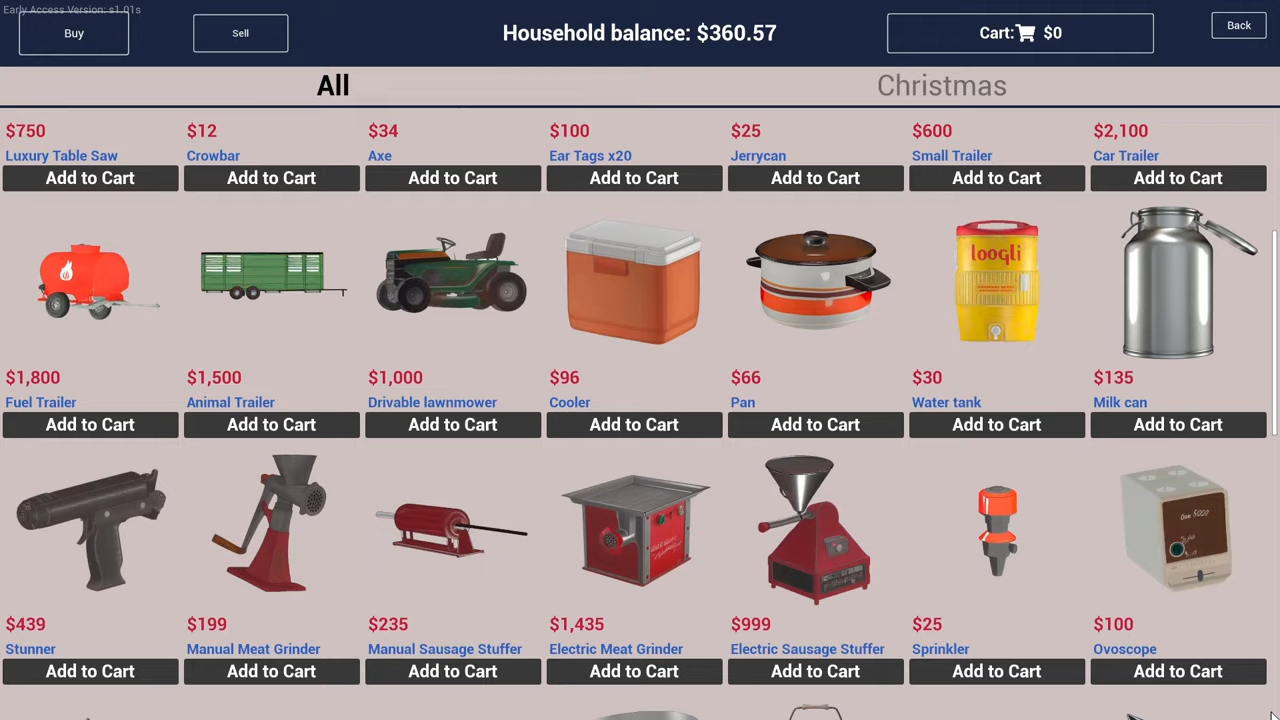 Early Access Version: s1.01s
Buy
Sell
Household balance: $360.57
Cart: $0
Back
All
Christmas
$750
$12
$34
$100
$25
$600
$2,100
Luxury Table Saw
Crowbar
Axe
Ear Tags x20
Jerrycan
Small Trailer
Car Trailer
Add to Cart
Add to Cart
Add to Cart
Add to Cart
Add to Cart
Add to Cart
Add to Cart
looqli
$1,800
$1,500
$1,000
$96
$66
$30
$135
Fuel Trailer
Animal Trailer
Drivable lawnmower
Cooler
Pan
Water tank
Milk can
Add to Cart
Add to Cart
Add to Cart
Add to Cart
Add to Cart
Add to Cart
Add to Cart
$439
$199
$235
$1,435
$999
$25
$100
Stunner
Manual Meat Grinder
Manual Sausage Stuffer
Electric Meat Grinder
Electric Sausage Stuffer
Sprinkler
Ovoscope
Add to Cart
Add to Cart
Add to Cart
Add to Cart
Add to Cart
Add to Cart
Add to Cart